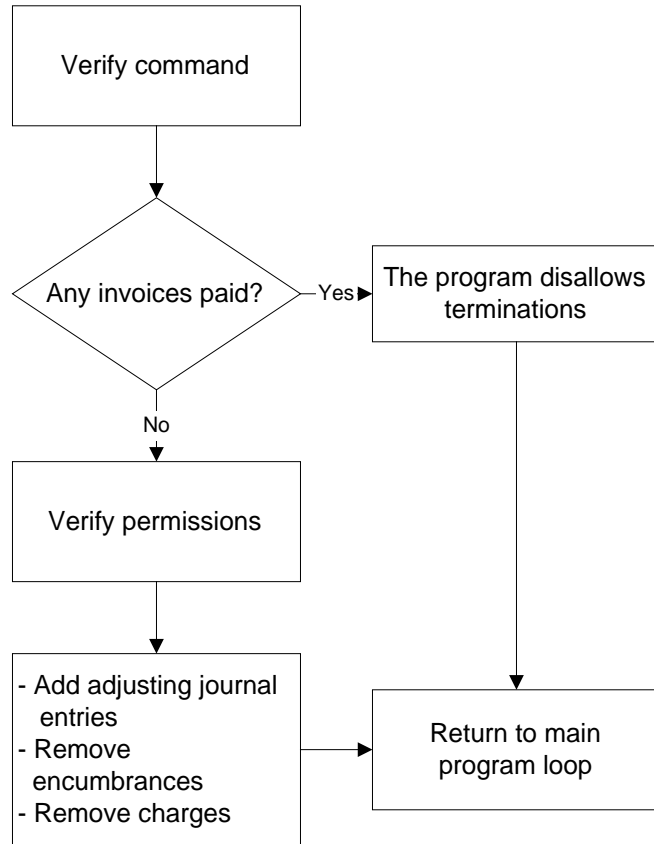 Verify command
Any invoices paid?
Yes
The program disallows
terminations
No
Verify permissions
- Add adjusting journal
entries
- Remove
encumbrances
- Remove charges
Return to main
program loop